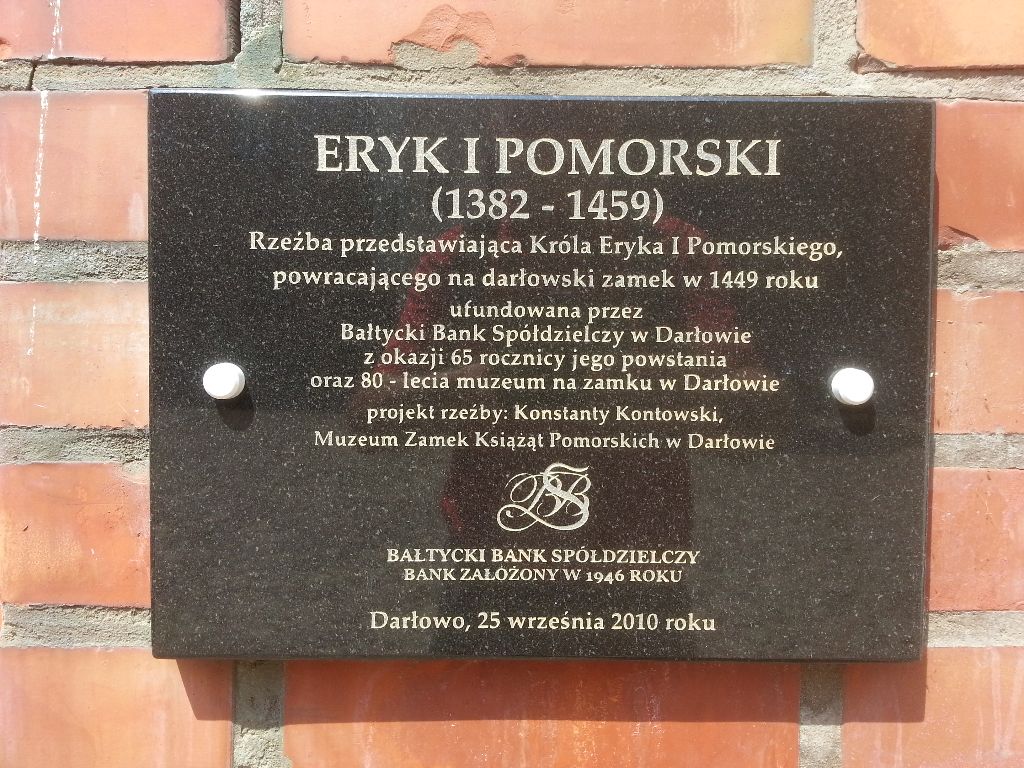 ERYK I POMORSKI
(1382 - 1459)
Rzeźba przedstawiająca Króla Eryka I Pomorskiego,
powracającego na darłowski zamek w 1449 roku
ufundowana przez
Bałtycki Bank Spółdzielczy w Darłowie
z okazji 65 rocznicy jego powstania
oraz 80 - lecia muzeum na zamku w Darłowie
projekt rzeźby: Konstanty Kontowski,
Muzeum Zamek Książąt Pomorskich w Darłowie
BSB
BAŁTYCKI BANK SPÓŁDZIELCZY
BANK ZAŁÓŻONY W 1946 ROKU
Darłowo, 25 września 2010 roku